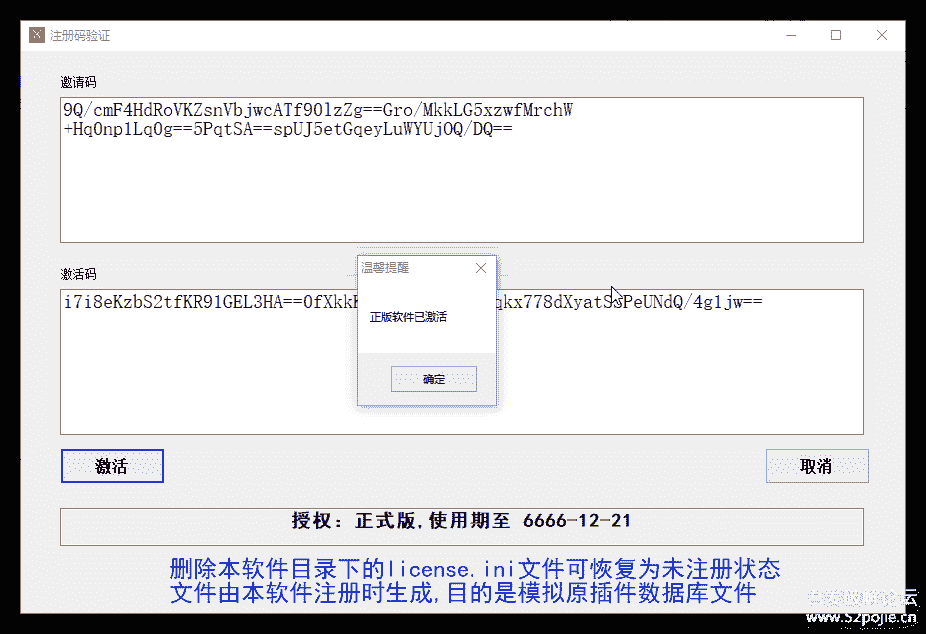 注册码验证
邀请码
9Q/cmF4HdRoVKZsnVbjwcATf90lzZg==Gro/MkkLG5xzwfMrchW
+Hq0np1Lq0g==5PqtSA==spUJ5etGqeyLuWYUjOQ/DQ==
激活码
温馨提醒
正版软件已激活
确定
激活
取消
授权: 正式版,使用期至 6666-12-21
删除本软件目录下的license.ini文件可恢复为未注册状态
文件由本软件注册时生成,目的是模拟原插件数据库文件
www.52pojie.cn